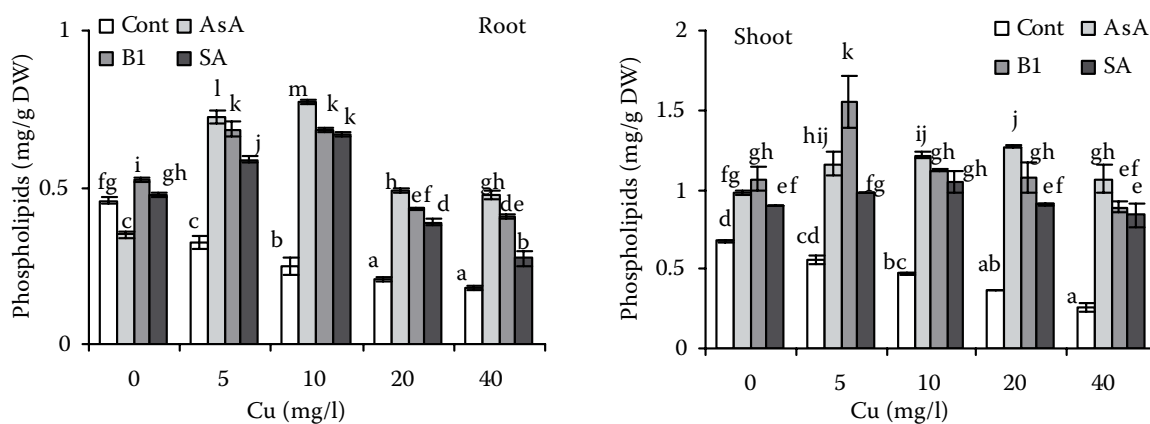 1
Cont AsA
B1 SA
Root
Phospholipids (mg/g DW)
0.5
0
fg c i gh
c l k j
b m k k
a h ef d
a gh de b
0 5 10 20 40
Cu (mg/l)
2
Shoot
Cont AsA
B1 SA
Phospholipids (mg/g DW)
1.5
1
0.5
0
d fg gh ef
cd hij k fg
bc ij gh gh
ab j gh ef
a gh ef e
0 5 10 20 40
Cu (mg/l)